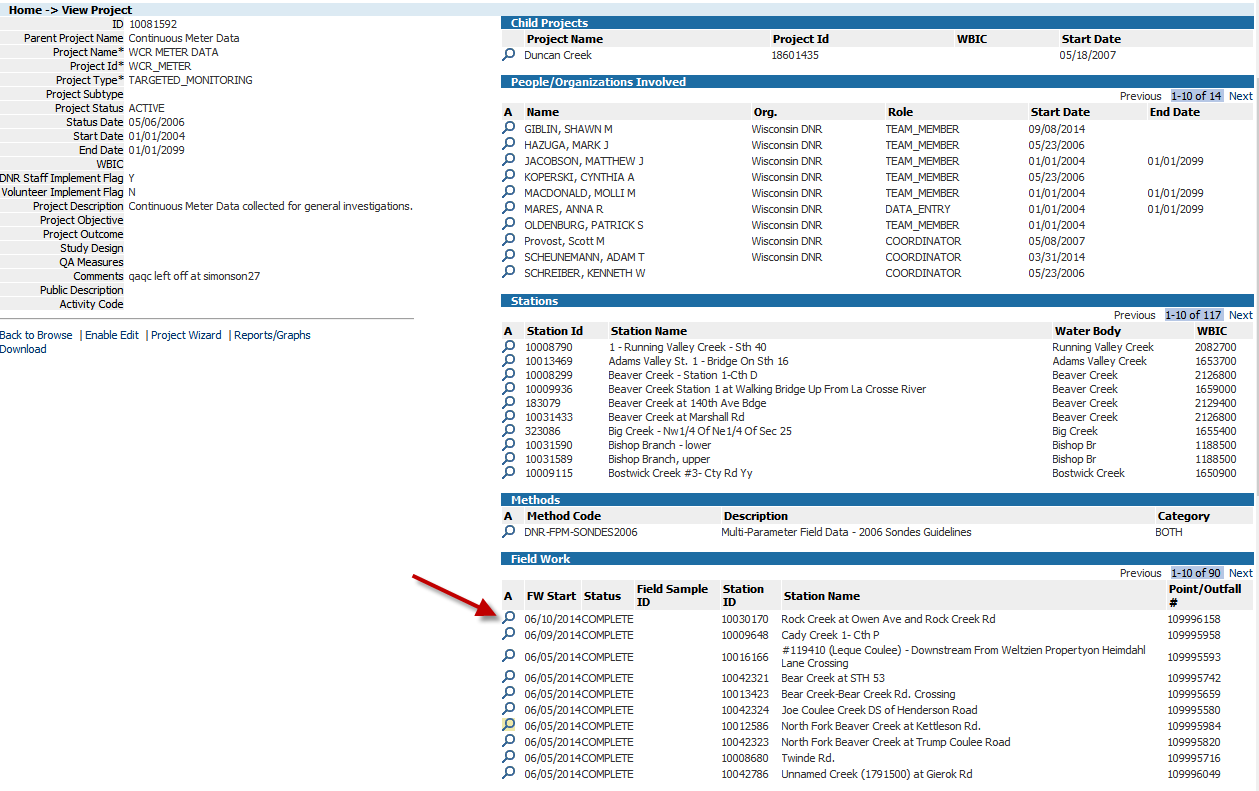 Home -> View Project
ID 10081592
Parent Project Name Continuous Meter Data
Project Name* WCR METER DATA
Project Id* WCR_METER
Project Type* TARGETED_MONITORING
Project Subtype
Project Status ACTIVE
Status Date 05/06/2006
Start Date 01/01/2004
End Date 01/01/2099
WBIC
DNR Staff Implement Flag Y
Volunteer Implement Flag N
Project Description Continuous Meter Data collected for general investigations.
Project Objective
Project Outcome
Study Design
QA Measures
Comments qaqc left off at simonson27
Public Description
Activity Code
Back to Browse | Enable Edit | Project Wizard | Reports/Graphs
Download
Child Projects
Project Name Project Id WBIC Start Date
Duncan Creek 18601435 05/18/2007
People/Organizations Involved
Previous 1-10 of 14 Next
A Name Org. Role Start Date End Date
GIBLIN, SHAWN M Wisconsin DNR TEAM_MEMBER 09/08/2014
HAZUGA, MARK J Wisconsin DNR TEAM_MEMBER 05/23/2006
JACOBSON, MATTHEW J Wisconsin DNR TEAM_MEMBER 01/01/2004 01/01/2099
KOPERSKI, CYNTHIA A Wisconsin DNR TEAM_MEMBER 05/23/2006
MACDONALD, MOLLI M Wisconsin DNR TEAM_MEMBER 01/01/2004 01/01/2099
MARES, ANNA R Wisconsin DNR DATA_ENTRY 01/01/2004 01/01/2099
OLDENBURG, PATRICK S Wisconsin DNR TEAM_MEMBER 01/01/2004
Provost, Scott M Wisconsin DNR COORDINATOR 05/08/2007
SCHEUNEMANN, ADAM T Wisconsin DNR COORDINATOR 03/31/2014
SCHREIBER, KENNETH W COORDINATOR 05/23/2006
Stations
Previous 1-10 of 117 Next
A Station Id Station Name Water Body WBIC
10008790 1 - Running Valley Creek - Sth 40 Running Valley Creek 2082700
10013469 Adams Valley St. 1 - Bridge On Sth 16 Adams Valley Creek 1653700
10008299 Beaver Creek - Station 1-Cth D Beaver Creek 2126800
10009936 Beaver Creek Station 1 at Walking Bridge Up From La Crosse River Beaver Creek 1659000
183079 Beaver Creek at 140th Ave Bdge Beaver Creek 2129400
10031433 Beaver Creek at Marshall Rd Beaver Creek 2126800
323086 Big Creek - Nw1/4 Of Ne1/4 Of Sec 25 Big Creek 1655400
10031590 Bishop Branch - lower Bishop Br 1188500
10031589 Bishop Branch, upper Bishop Br 1188500
10009115 Bostwick Creek #3- Cty Rd Yy Bostwick Creek 1650900
Methods
A Method Code Description Category
DNR-FPM-SONDES2006 Multi-Parameter Field Data - 2006 Sondes Guidelines BOTH
Field Work
Previous 1-10 of 90 Next
A FW Start Status Field Sample ID Station ID Station Name Point/Outfall #
06/10/2014COMPLETE 10030170 Rock Creek at Owen Ave and Rock Creek Rd 109996158
06/09/2014COMPLETE 10009648 Cady Creek 1- Cth P 109995958
06/05/2014COMPLETE 10016166 #119410 (Leque Coulee) - Downstream From Weltzien Propertyon Heimdahl Lane Crossing 109995593
06/05/2014COMPLETE 10042321 Bear Creek at STH 53 109995742
06/05/2014COMPLETE 10013423 Bear Creek-Bear Creek Rd. Crossing 109995659
06/05/2014COMPLETE 10042324 Joe Coulee Creek DS of Henderson Road 109995580
06/05/2014COMPLETE 10012586 North Fork Beaver Creek at Kettleson Rd. 109995984
06/05/2014COMPLETE 10042323 North Fork Beaver Creek at Trump Coulee Road 109995820
06/05/2014COMPLETE 10008680 Twinde Rd. 109995716
06/05/2014COMPLETE 10042786 Unnamed Creek (1791500) at Gierok Rd 109996049